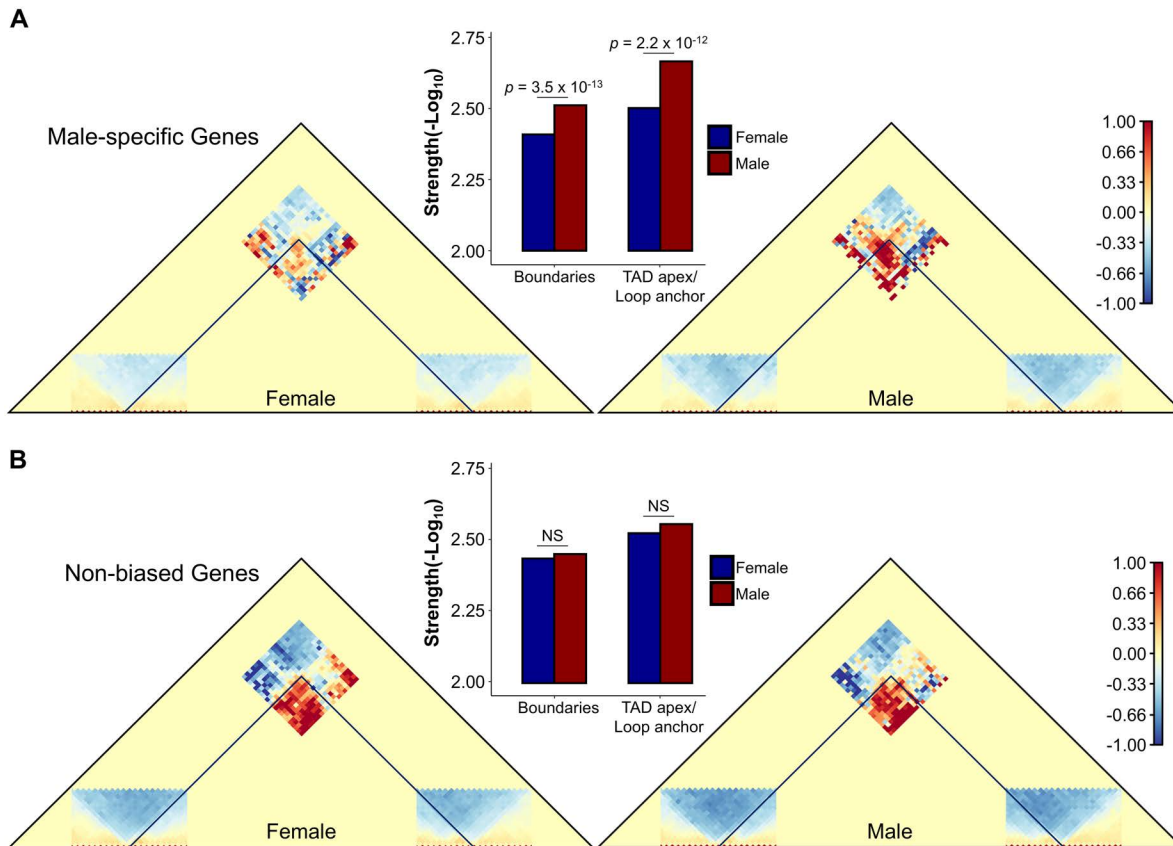 A
Male-specific Genes
Strength(-Log10)
2.75
2.50
2.25
2.00
p = 3.5 x 10-13
p = 2.2 x 10-12
Boundaries
TAD apex/
Loop anchor
Female
Male
1.00
0.66
0.33
0.00
-0.33
-0.66
-1.00
Female
Male
B
Non-biased Genes
Strength(-Log10)
2.75
2.50
2.25
2.00
NS
NS
Boundaries
TAD apex/
Loop anchor
Female
Male
1.00
0.66
0.33
0.00
-0.33
-0.66
-1.00
Female
Male